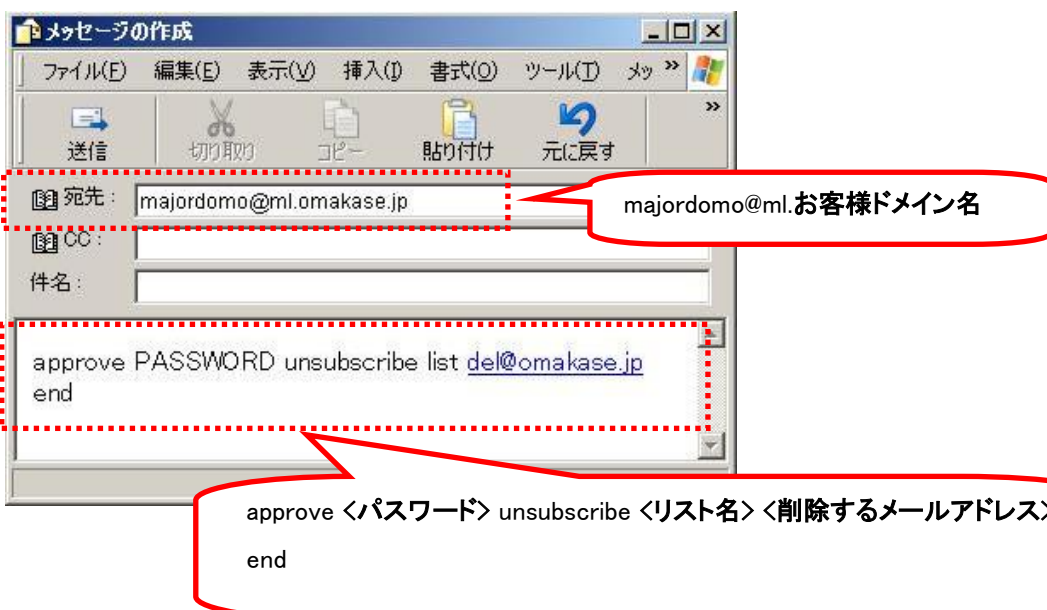 メッセージの作成
ファイル(F) 編集(E) 表示(V) 挿入(I) 書式(O) ツール(T) メッ »
送信 切り取り コピー 貼り付け 元に戻す »
宛先: majordomo@ml.omakase.jp
majordomo@ml.お客様ドメイン名
CC:
件名:
approve PASSWORD unsubscribe list del@omakase.jp
end
approve <パスワード> unsubscribe <リスト名> <削除するメールアドレス>
end